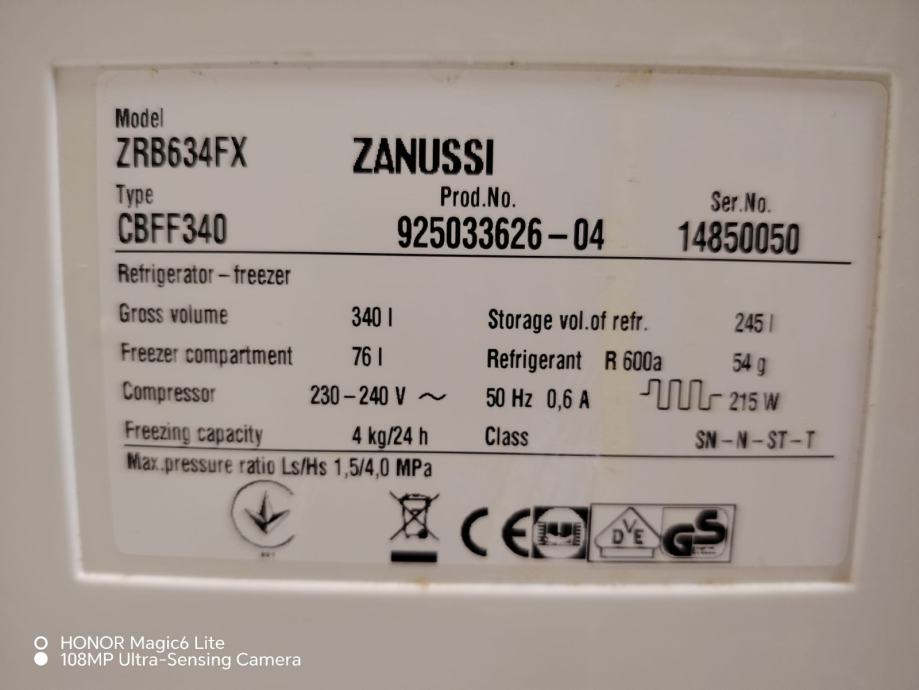 Model
ZRB634FX ZANUSSI
Type Prod.No. Ser.No.
CBFF340 925033626-04 14850050
Refrigerator-freezer
Gross volume 340 l Storage vol.of refr. 245 l
Freezer compartment 76 l Refrigerant R 600a 54 g
Compressor 230-240 V ~ 50 Hz 0,6 A 215 W
Freezing capacity 4 kg/24 h Class SN-N-ST-T
Max.pressure ratio Ls/Hs 1,5/4,0 MPa
CE DVE GS
HONOR Magic6 Lite
108MP Ultra-Sensing Camera